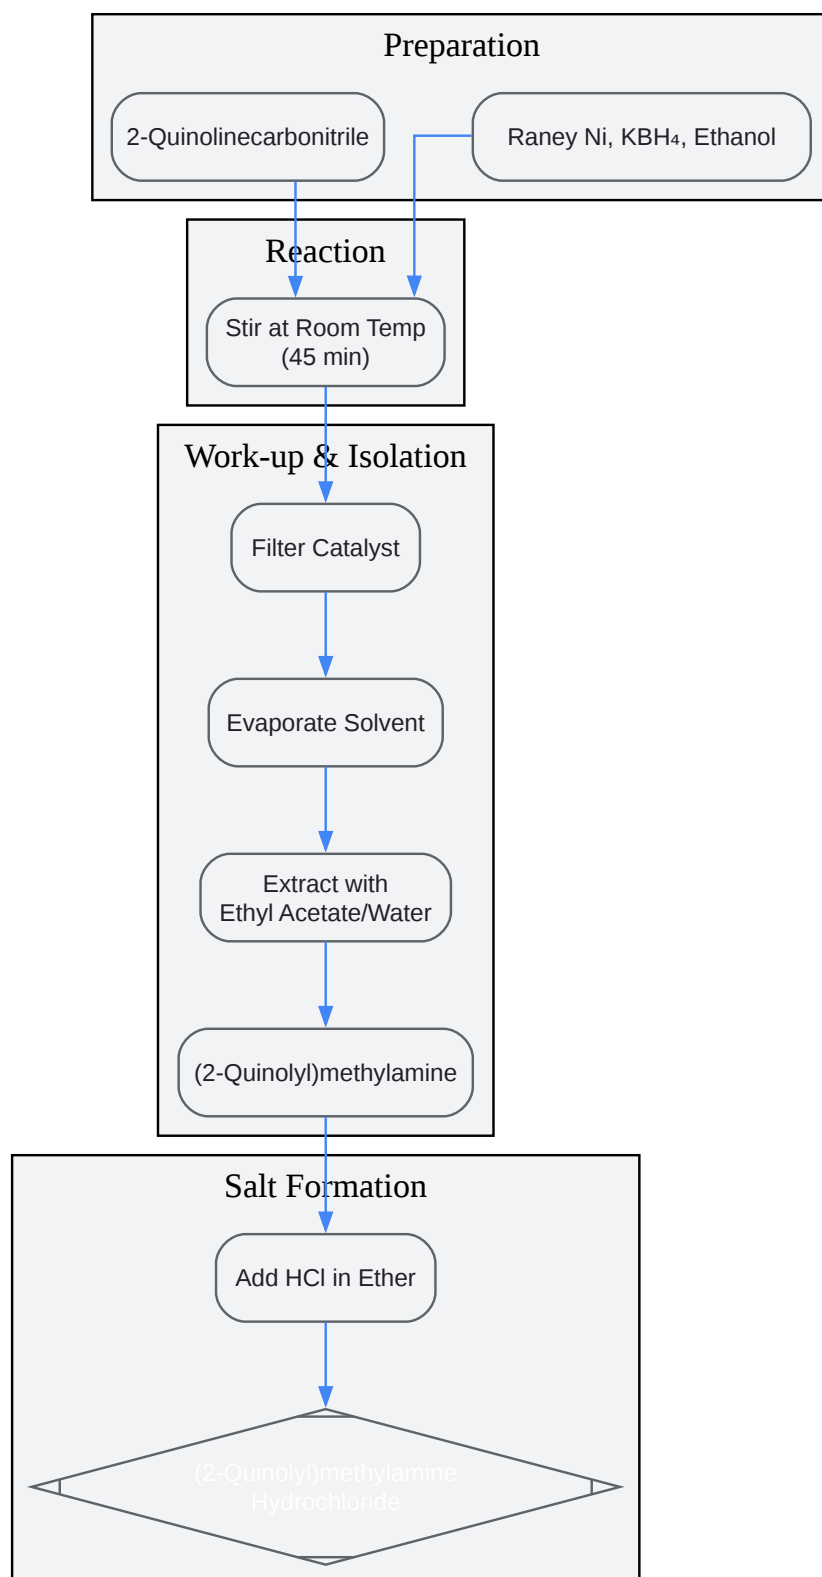 Preparation
2-Quinolinecarbonitrile
Raney Ni, KBH₄, Ethanol
Reaction
Stir at Room Temp
(45 min)
Work-up & Isolation
Filter Catalyst
Evaporate Solvent
Extract with
Ethyl Acetate/Water
(2-Quinolyl)methylamine
Salt Formation
Add HCl in Ether
(2-Quinolyl)methylamine
Hydrochloride